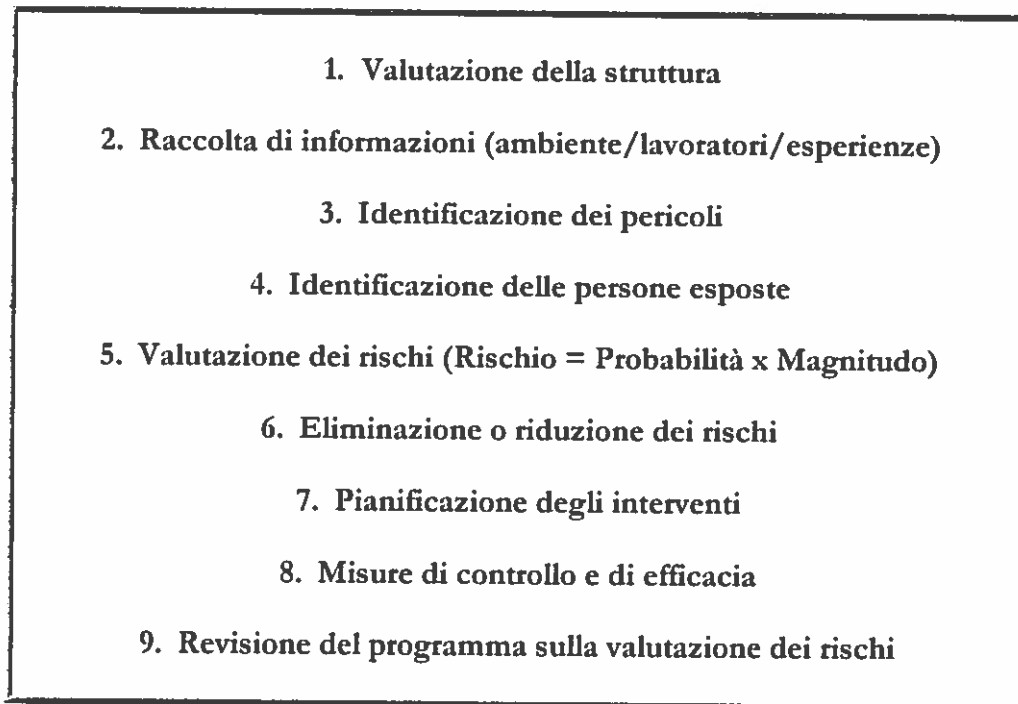 1. Valutazione della struttura
2. Raccolta di informazioni (ambiente/lavoratori/esperienze)
3. Identificazione dei pericoli
4. Identificazione delle persone esposte
5. Valutazione dei rischi (Rischio = Probabilità x Magnitudo)
6. Eliminazione o riduzione dei rischi
7. Pianificazione degli interventi
8. Misure di controllo e di efficacia
9. Revisione del programma sulla valutazione dei rischi